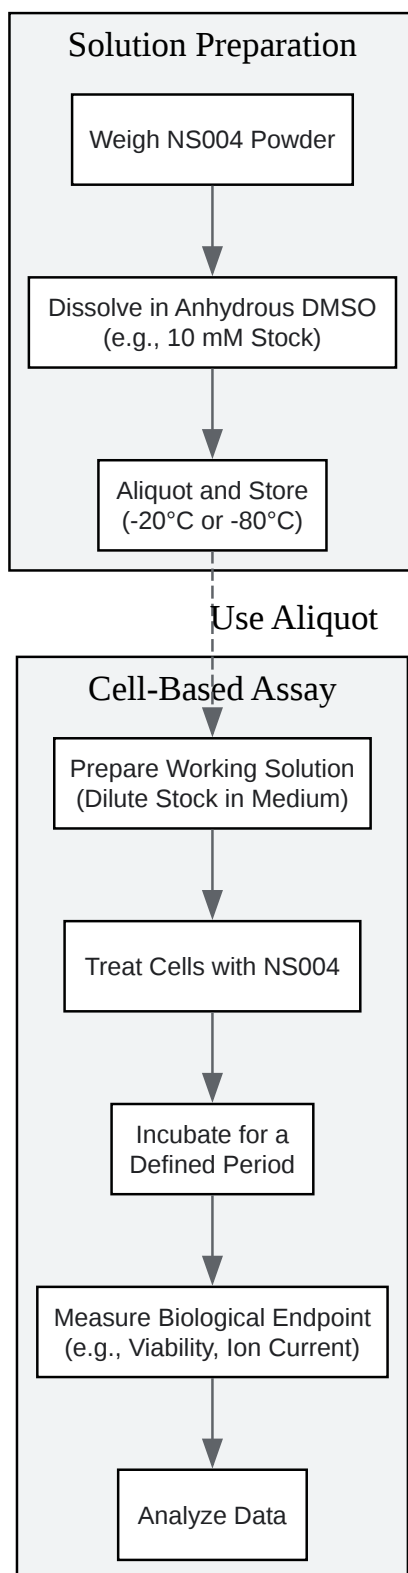 Solution Preparation
Weigh NS004 Powder
Dissolve in Anhydrous DMSO
(e.g., 10 mM Stock)
Aliquot and Store
(-20°C or -80°C)
Use Aliquot
Cell-Based Assay
Prepare Working Solution
(Dilute Stock in Medium)
Treat Cells with NS004
Incubate for a
Defined Period
Measure Biological Endpoint
(e.g., Viability, Ion Current)
Analyze Data